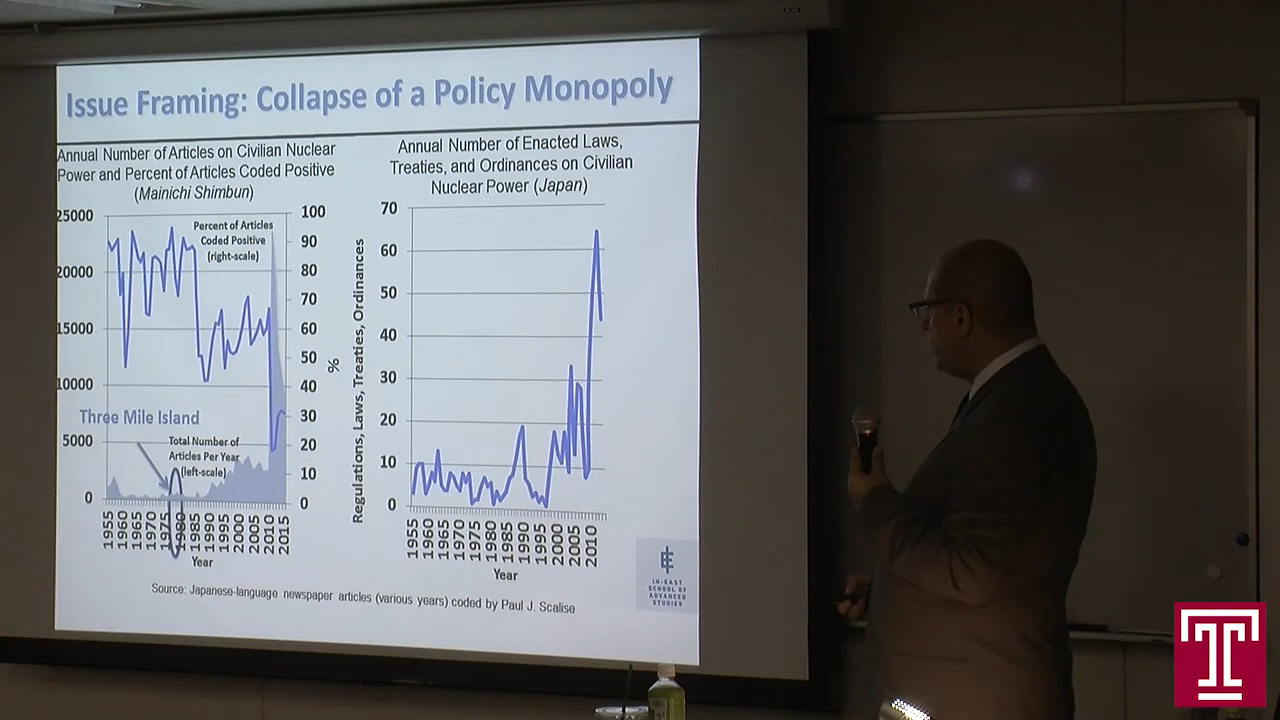 Issue Framing: Collapse of a Policy Monopoly
Annual Number of Articles on Civilian Nuclear
Power and Percent of Articles Coded Positive
(Mainichi Shimbun)
25000
20000
15000
10000
5000
0
100
90
80
70
60
50
40
30
20
10
0
%
Percent of Articles
Coded Positive
(right-scale)
Three Mile Island
Total Number of
Articles Per Year
(left-scale)
1955
1960
1965
1970
1975
1980
1985
1990
1995
2000
2005
2010
2015
Year
Annual Number of Enacted Laws,
Treaties, and Ordinances on Civilian
Nuclear Power (Japan)
Regulations, Laws, Treaties, Ordinances
70
60
50
40
30
20
10
0
1955
1960
1965
1970
1975
1980
1985
1990
1995
2000
2005
2010
Year
Source: Japanese-language newspaper articles (various years) coded by Paul J. Scalise
IN-EAST
SCHOOL OF
ADVANCED
STUDIES
T